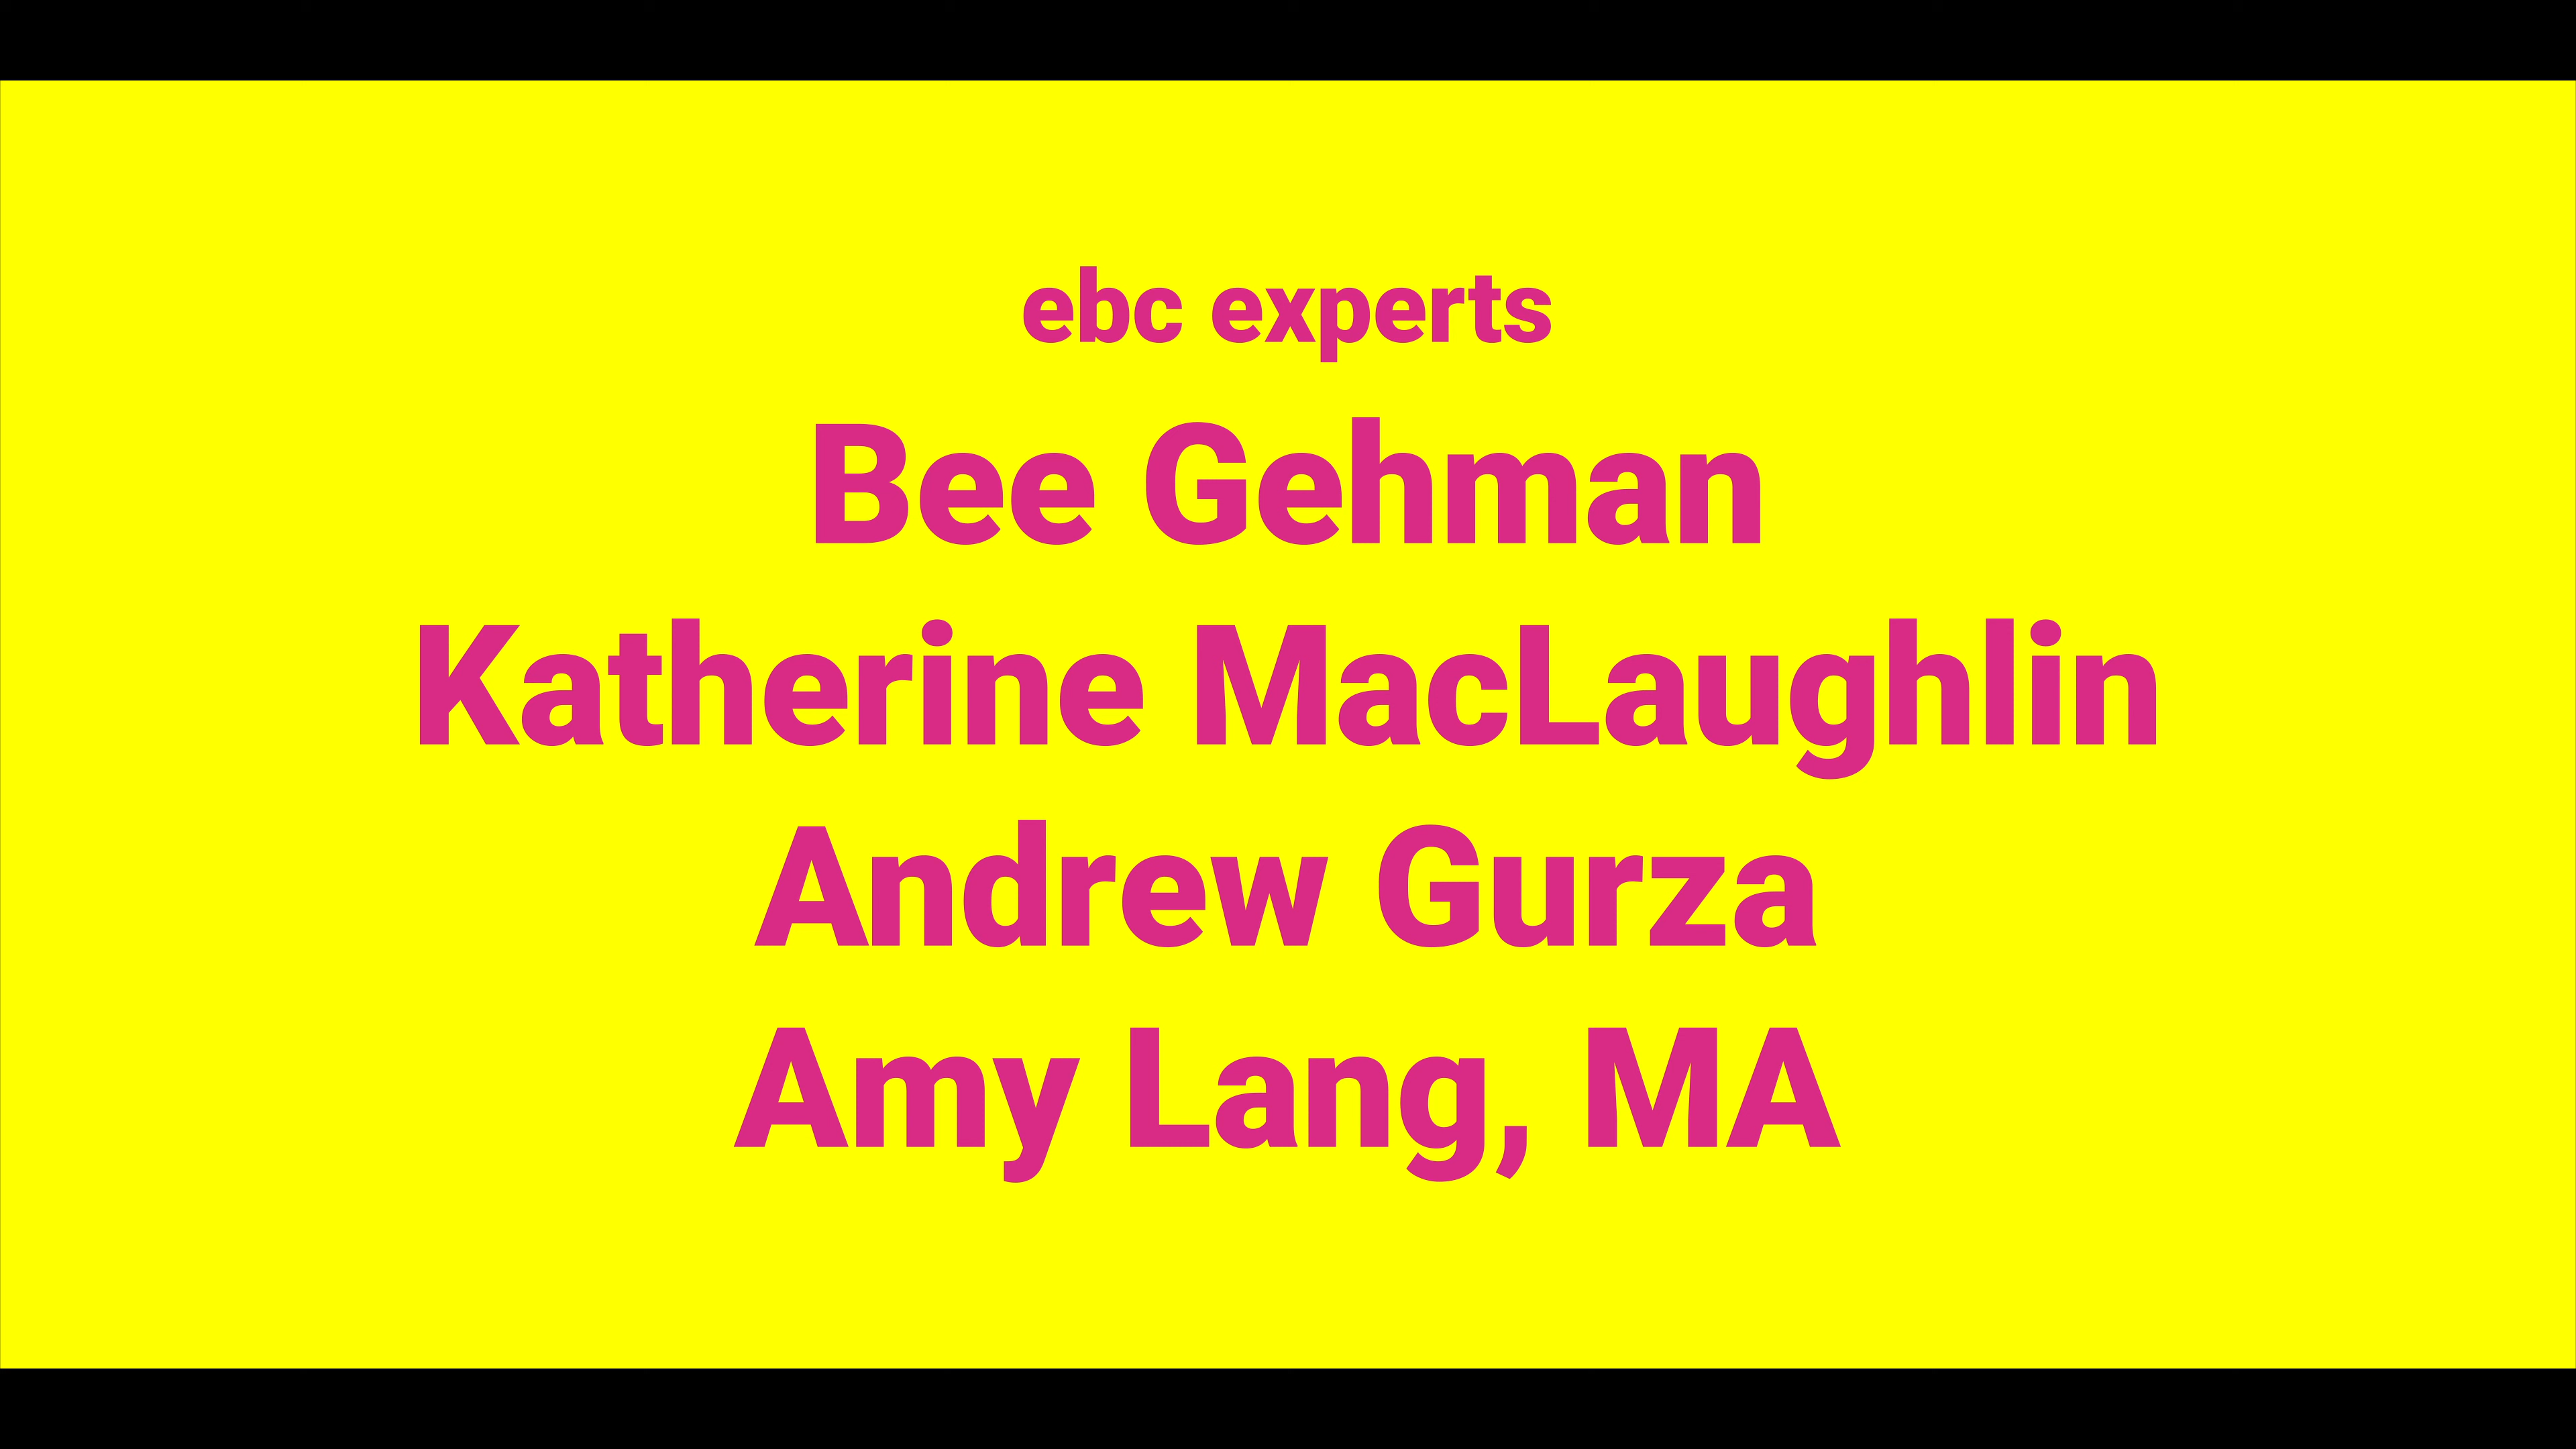 ebc experts
Bee Gehman
Katherine MacLaughlin
Andrew Gurza
Amy Lang, MA